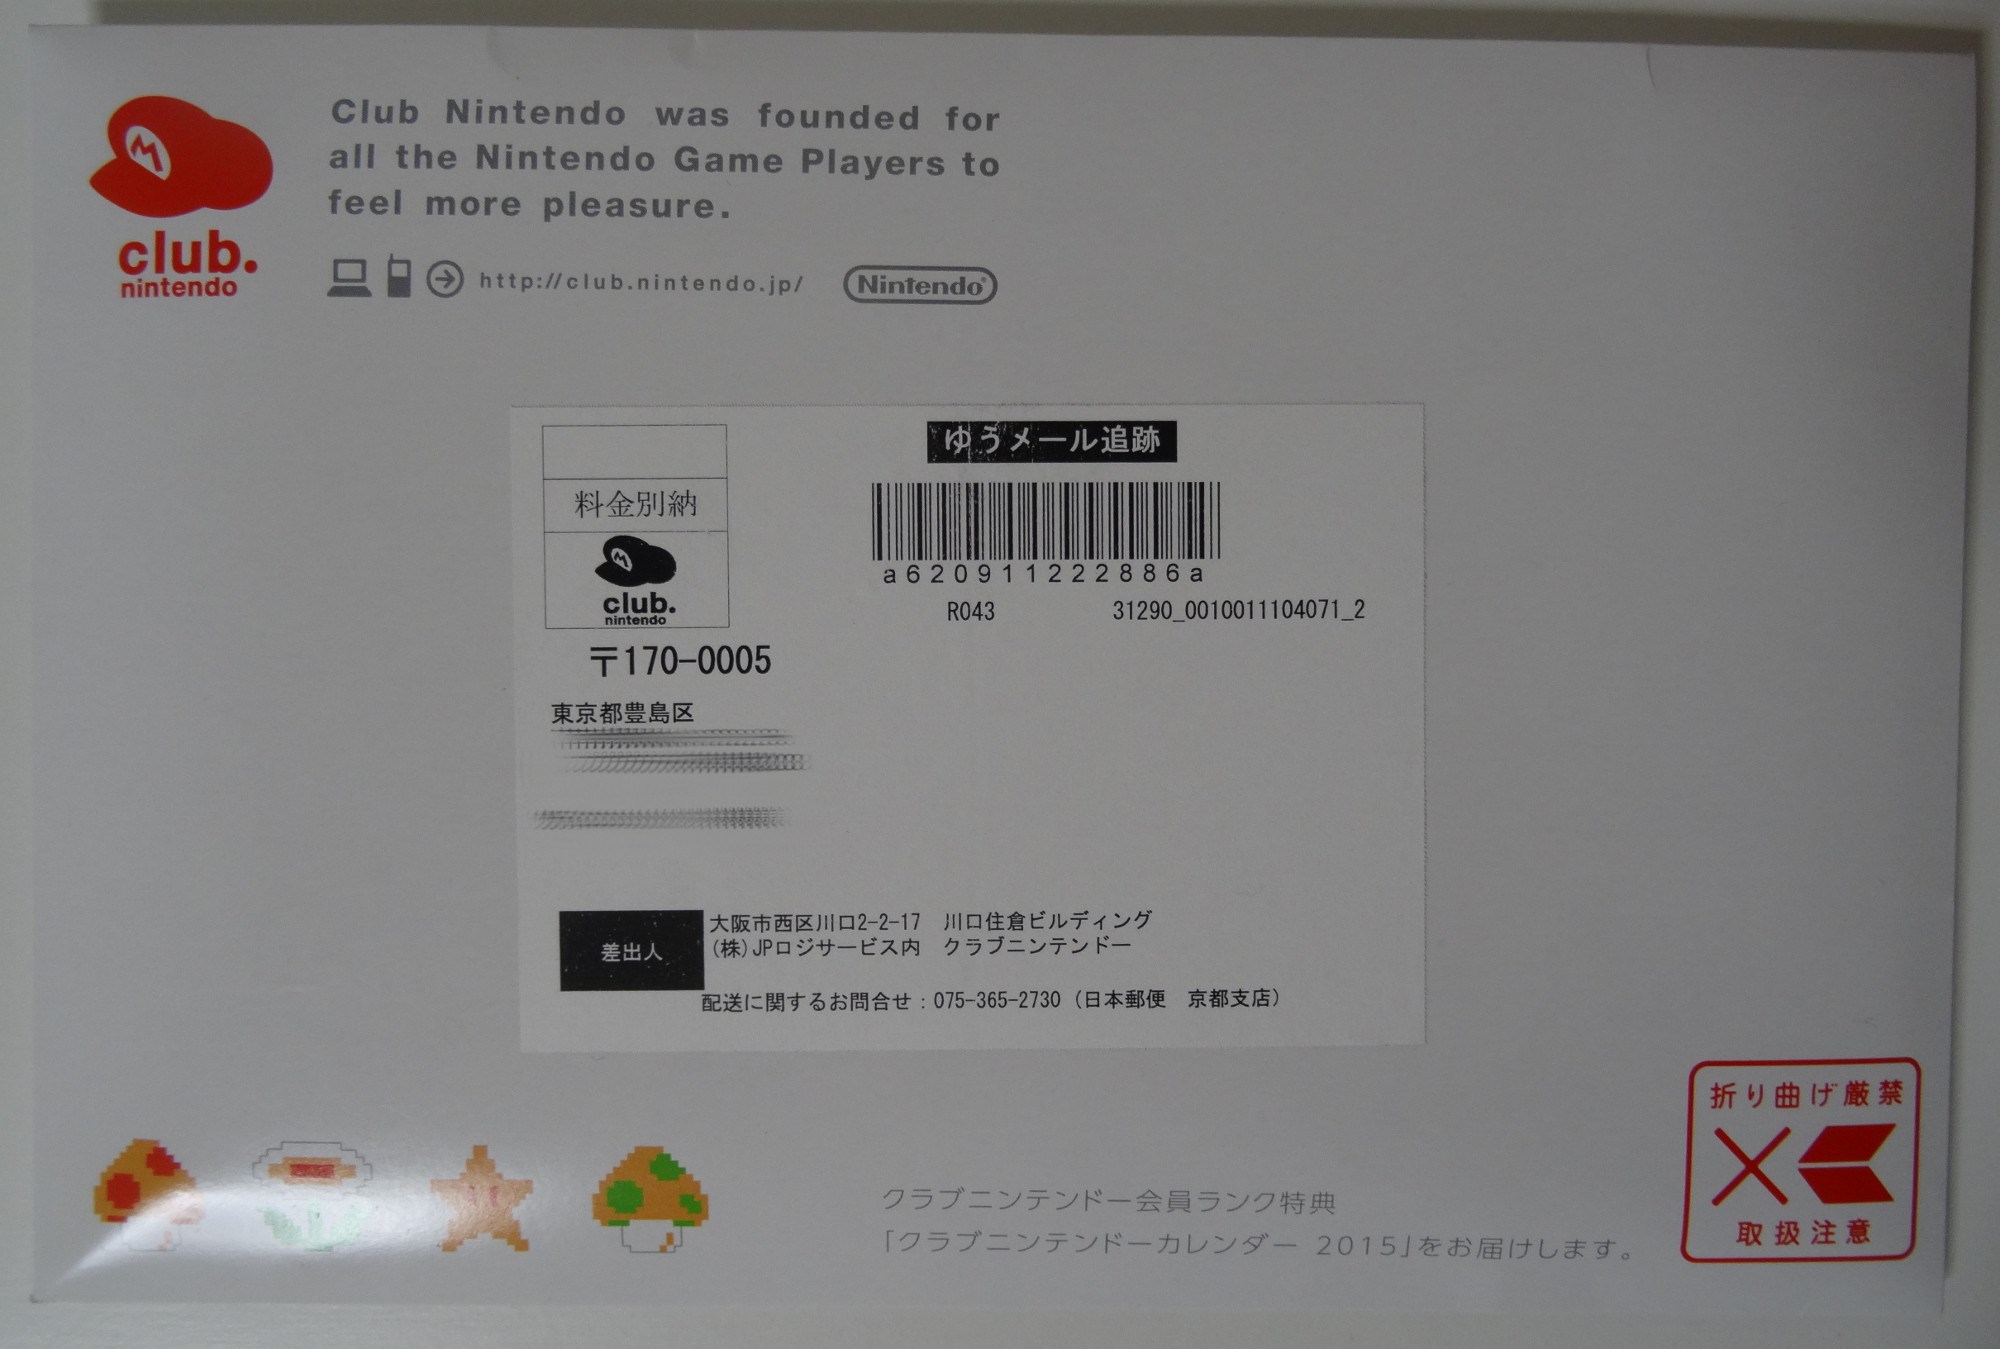 Club Nintendo was founded for
all the Nintendo Game Players to
feel more pleasure.
club.
nintendo
http://club.nintendo.jp/
Nintendo®
ゆうメール追跡
料金別納
M
club.
nintendo
a620911222886a
R043
31290_0010011104071_2
〒170-0005
東京都豊島区
差出人
大阪市西区川口2-2-17 川口住倉ビルディング
(株)JPロジサービス内 クラブニンテンドー
配送に関するお問合せ：075-365-2730（日本郵便 京都支店）
クラブニンテンドー会員ランク特典
「クラブニンテンドーカレンダー 2015」をお届けします。
折り曲げ厳禁
取扱注意